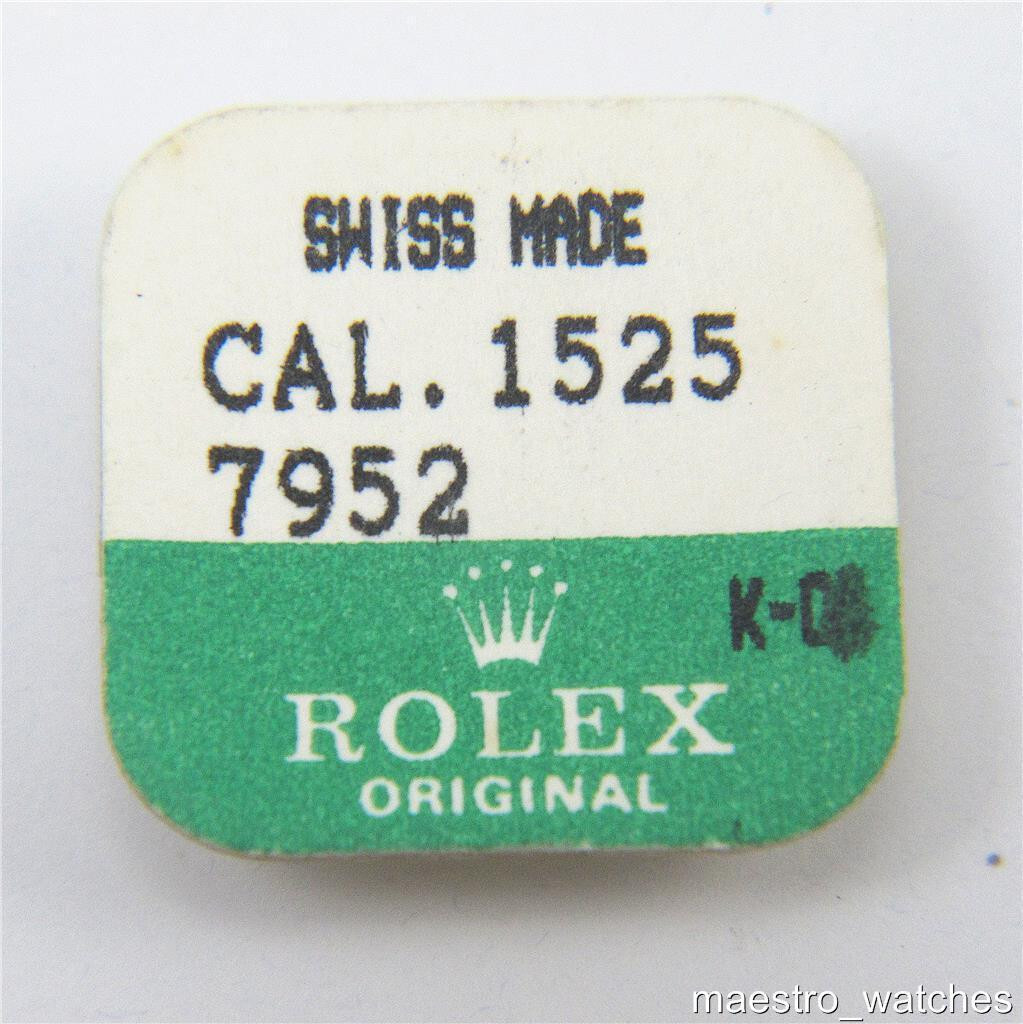 SWISS MADE
CAL. 1525
7952
ROLEX
ORIGINAL
maestro_watches